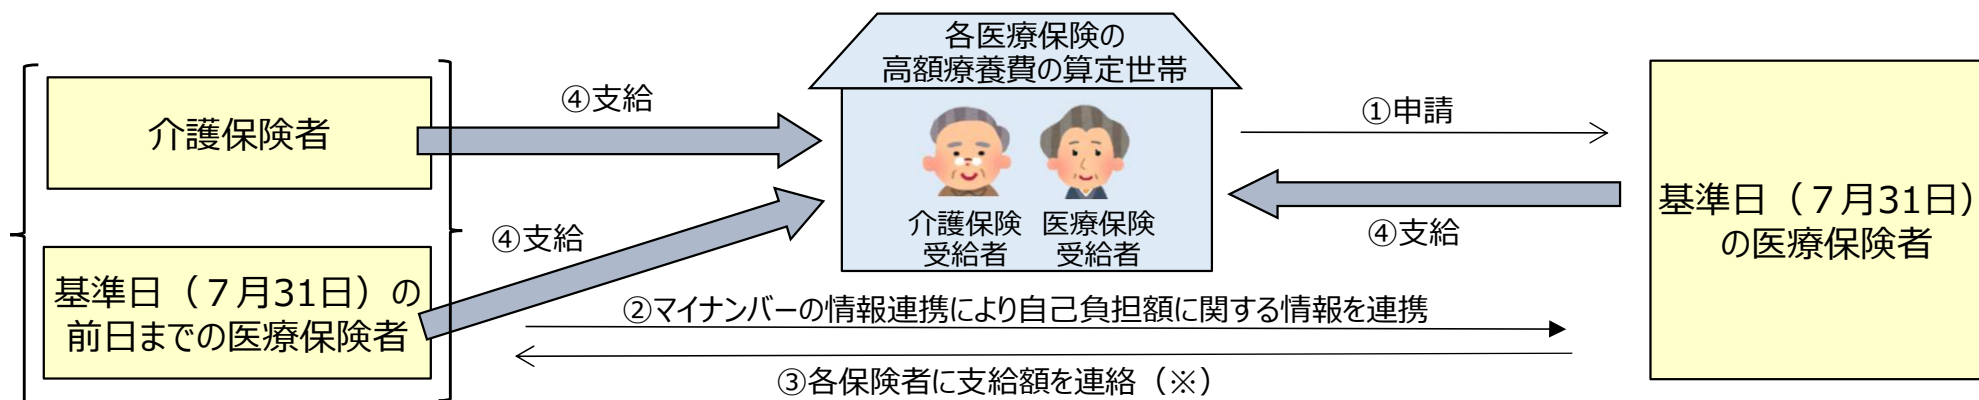 各医療保険の
高額療養費の算定世帯
介護保険者
④支給
①申請
介護保険
受給者
医療保険
受給者
④支給
④支給
基準日（７月31日）
の医療保険者
基準日（７月31日）の
前日までの医療保険者
②マイナンバーの情報連携により自己負担額に関する情報を連携
③各保険者に支給額を連絡（※）